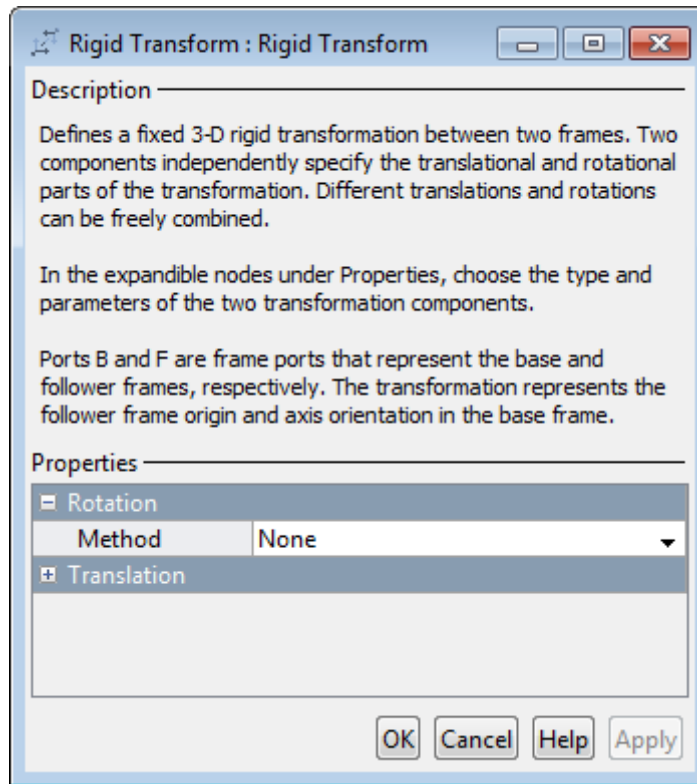 Rigid Transform : Rigid Transform
Description
Defines a fixed 3-D rigid transformation between two frames. Two
components independently specify the translational and rotational
parts of the transformation. Different translations and rotations
can be freely combined.
In the expandible nodes under Properties, choose the type and
parameters of the two transformation components.
Ports B and F are frame ports that represent the base and
follower frames, respectively. The transformation represents the
follower frame origin and axis orientation in the base frame.
Properties
Rotation
Method None
Translation
OK Cancel Help Apply